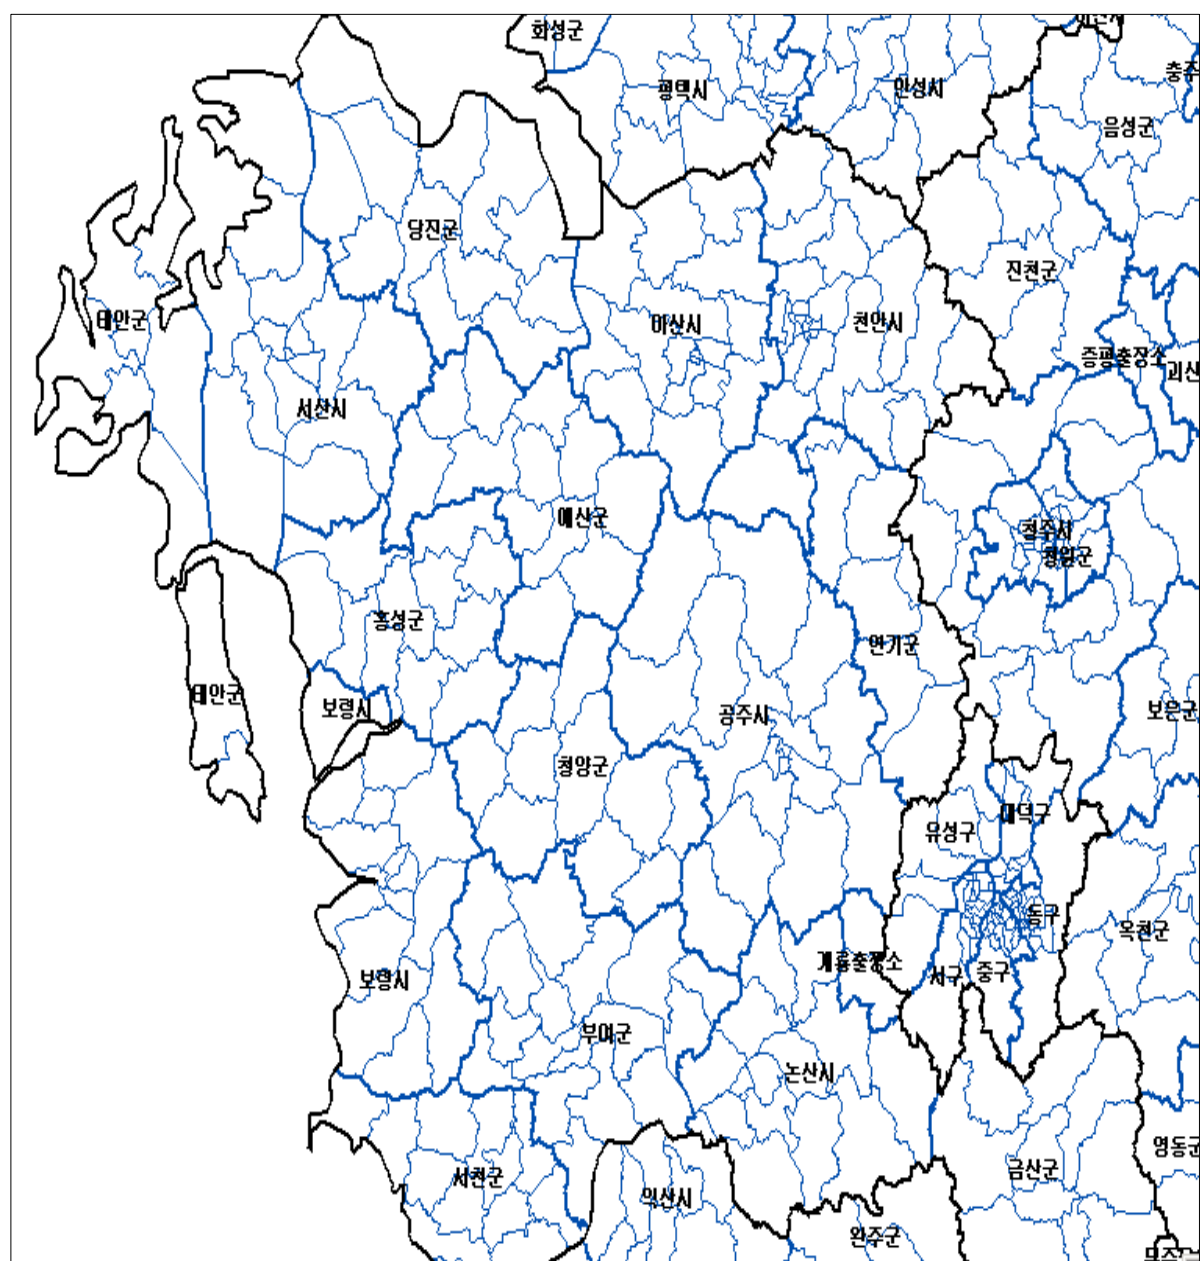 화성군
평택시
안성시
충주
음성군
당진군
진천군
태안군
아산시
천안시
증평출장소
괴산
서산시
예산군
청주시
청원군
홍성군
연기군
태안군
보령시
공주시
보은군
청양군
유성구
대덕구
동구
옥천군
보령시
계룡출장소
서구
중구
부여군
논산시
영동군
서천군
금산군
익산시
완주군